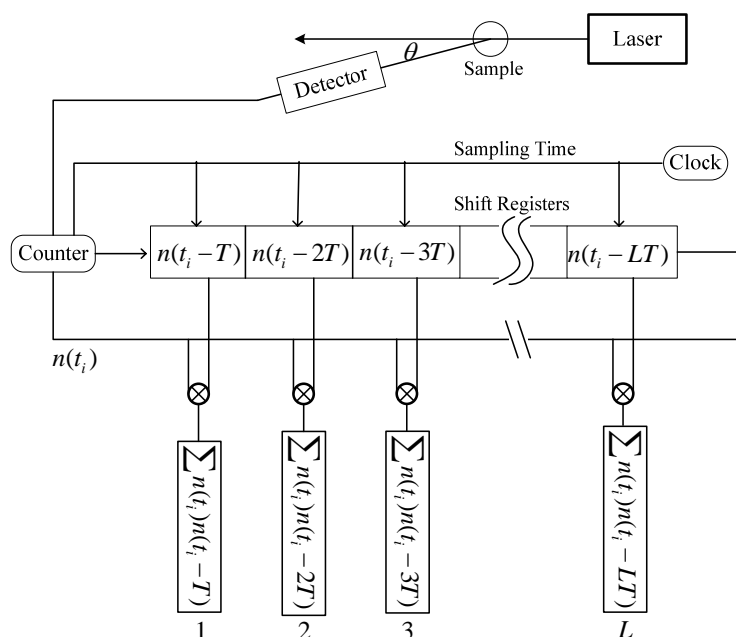 Laser
θ
Sample
Detector
Sampling Time
Clock
Shift Registers
Counter
n(t_i − T)
n(t_i − 2T)
n(t_i − 3T)
n(t_i − LT)
n(t_i)
∑ n(t_i)n(t_i − T)
∑ n(t_i)n(t_i − 2T)
∑ n(t_i)n(t_i − 3T)
∑ n(t_i)n(t_i − LT)
1
2
3
L